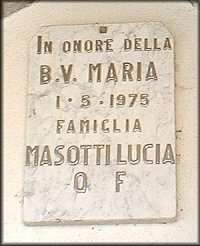 IN ONORE DELLA
B.V. MARIA
1·5·1975
FAMIGLIA
MASOTTI LUCIA
Q F